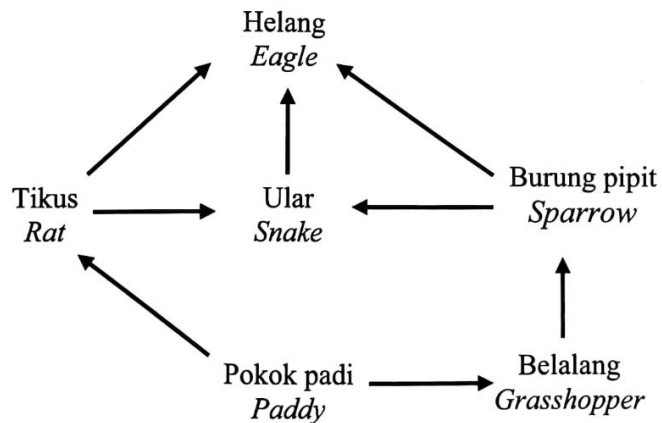 Helang
Eagle
Tikus
Rat
Ular
Snake
Burung pipit
Sparrow
Pokok padi
Paddy
Belalang
Grasshopper